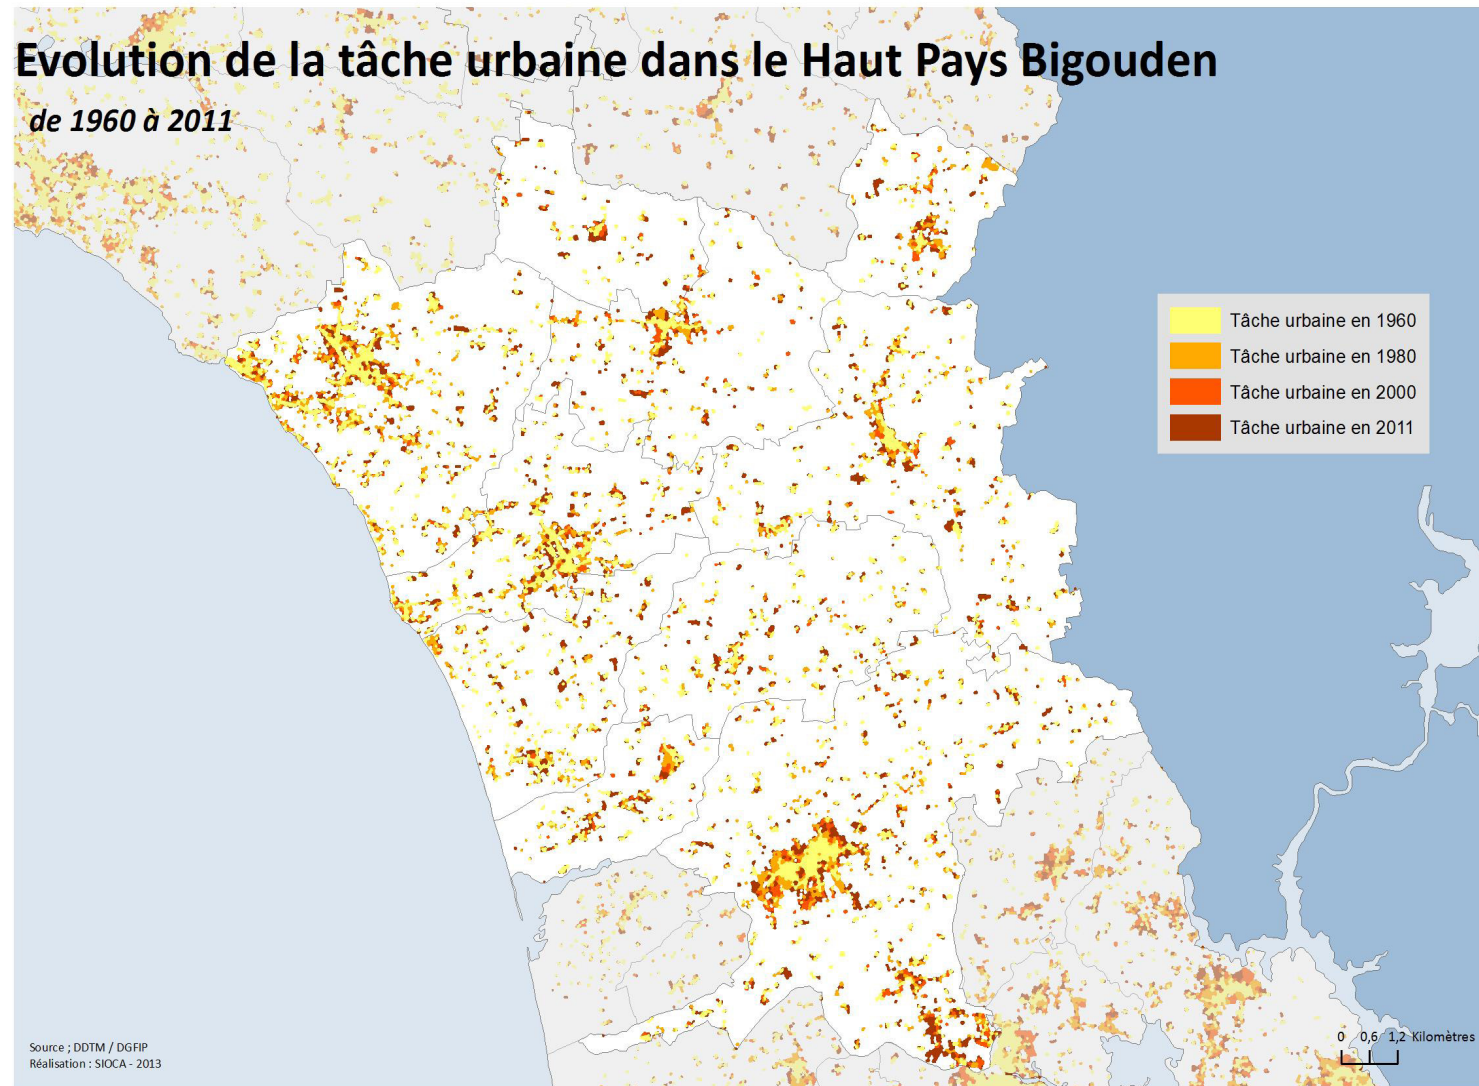 Evolution de la tâche urbaine dans le Haut Pays Bigouden
de 1960 à 2011
Tâche urbaine en 1960
Tâche urbaine en 1980
Tâche urbaine en 2000
Tâche urbaine en 2011
Source ; DDTM / DGFIP
Réalisation : SIOCA - 2013
0 0,6 1,2 Kilomètres